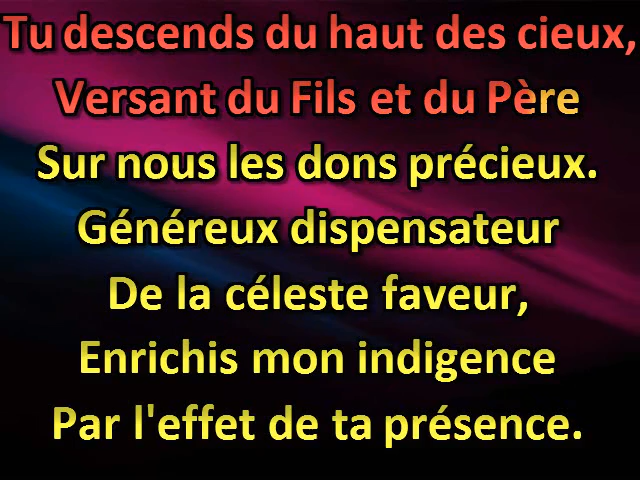 Tu descends du haut des cieux,
Versant du Fils et du Père
Sur nous les dons précieux.
Généreux dispensateur
De la céleste faveur,
Enrichis mon indigence
Par l'effet de ta présence.